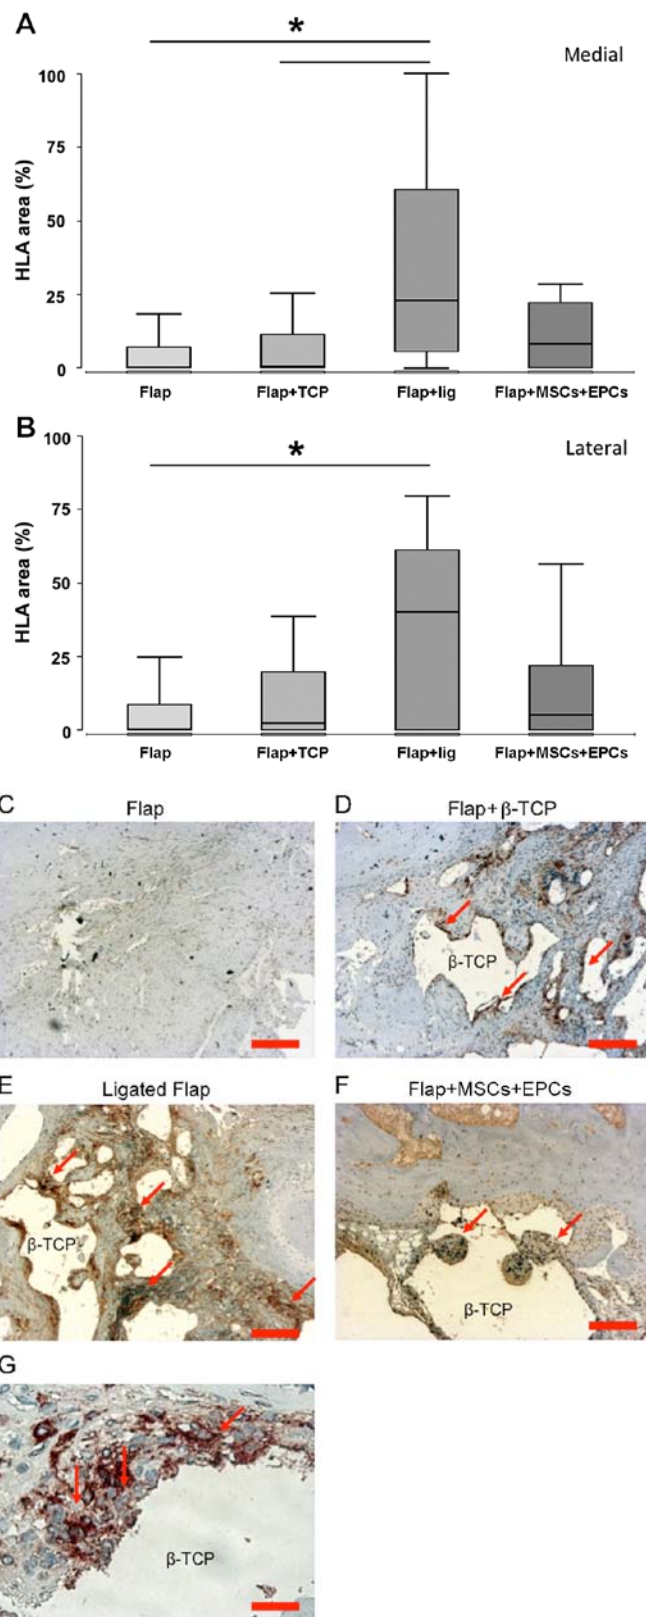 A
*
Medial
HLA area (%)
100
75
50
25
0
Flap
Flap+TCP
Flap+lig
Flap+MSCs+EPCs
B
*
Lateral
HLA area (%)
100
75
50
25
0
Flap
Flap+TCP
Flap+lig
Flap+MSCs+EPCs
C
Flap
D
Flap+β-TCP
β-TCP
E
Ligated Flap
β-TCP
F
Flap+MSCs+EPCs
β-TCP
G
β-TCP